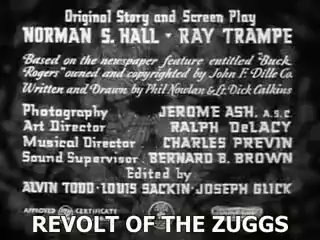 Original Story and Screen Play
NORMAN S. HALL · RAY TRAMPE
Based on the newspaper feature entitled "Buck
Rogers" owned and copyrighted by John F. Dille Co.
Written and Drawn by Phil Nowlan & Lt. Dick Calkins
Photography JEROME ASH, A.S.C.
Art Director RALPH DeLACY
Musical Director CHARLES PREVIN
Sound Supervisor BERNARD B. BROWN
Edited by
ALVIN TODD · LOUIS SACKIN · JOSEPH GLICK
APPROVED CERTIFICATE
REVOLT OF THE ZUGGS